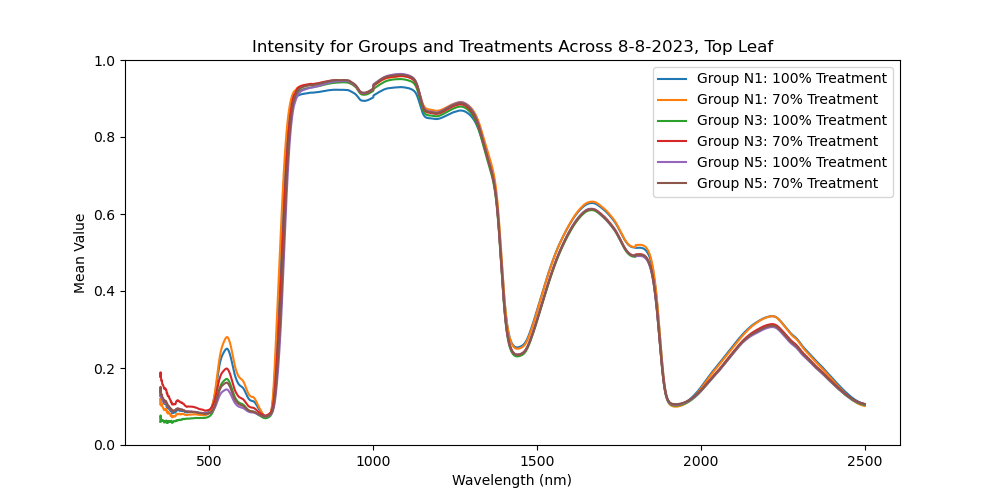 Intensity for Groups and Treatments Across 8-8-2023, Top Leaf
1.0
0.8
0.6
0.4
0.2
0.0
Mean Value
Group N1: 100% Treatment
Group N1: 70% Treatment
Group N3: 100% Treatment
Group N3: 70% Treatment
Group N5: 100% Treatment
Group N5: 70% Treatment
500 1000 1500 2000 2500
Wavelength (nm)